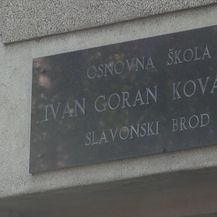 OSNOVNA ŠKOLA
IVAN GORAN KOVA
SLAVONSKI BROD